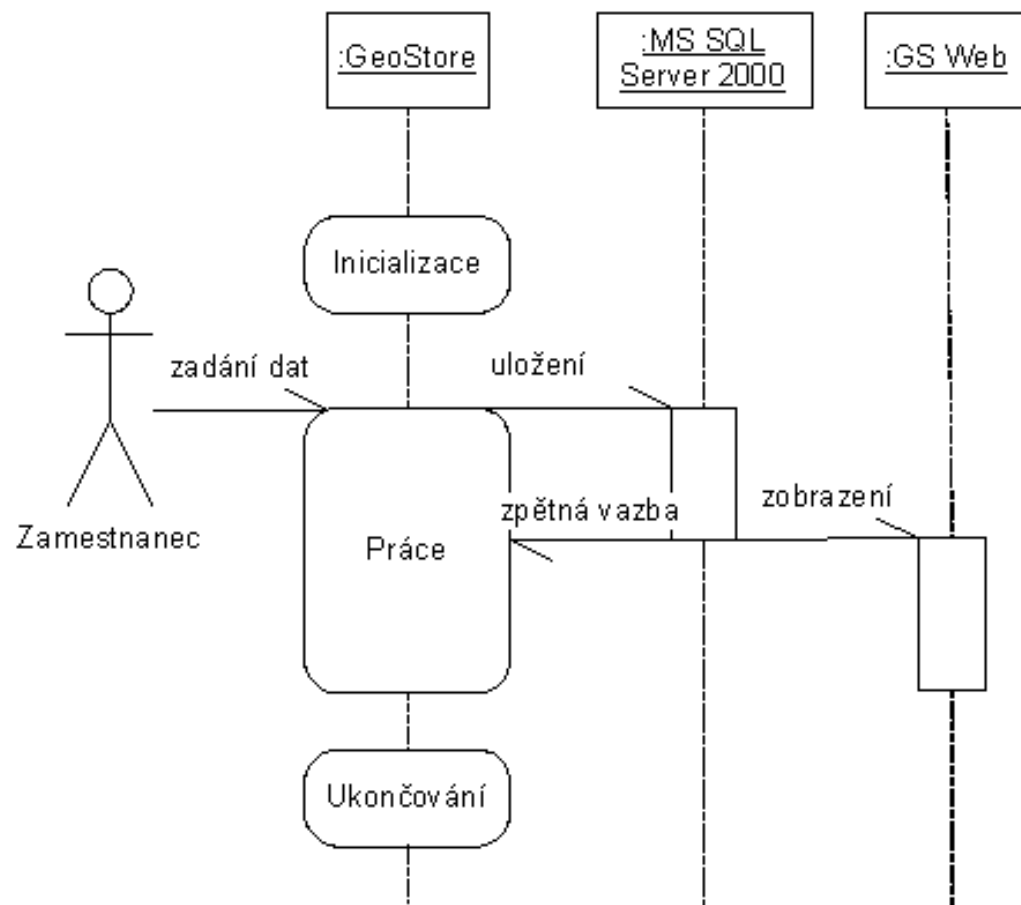 :GeoStore
:MS SQL
Server 2000
:GS Web
Inicializace
zadání dat
uložení
zpětná vazba
zobrazení
Zamestnanec
Práce
Ukončování